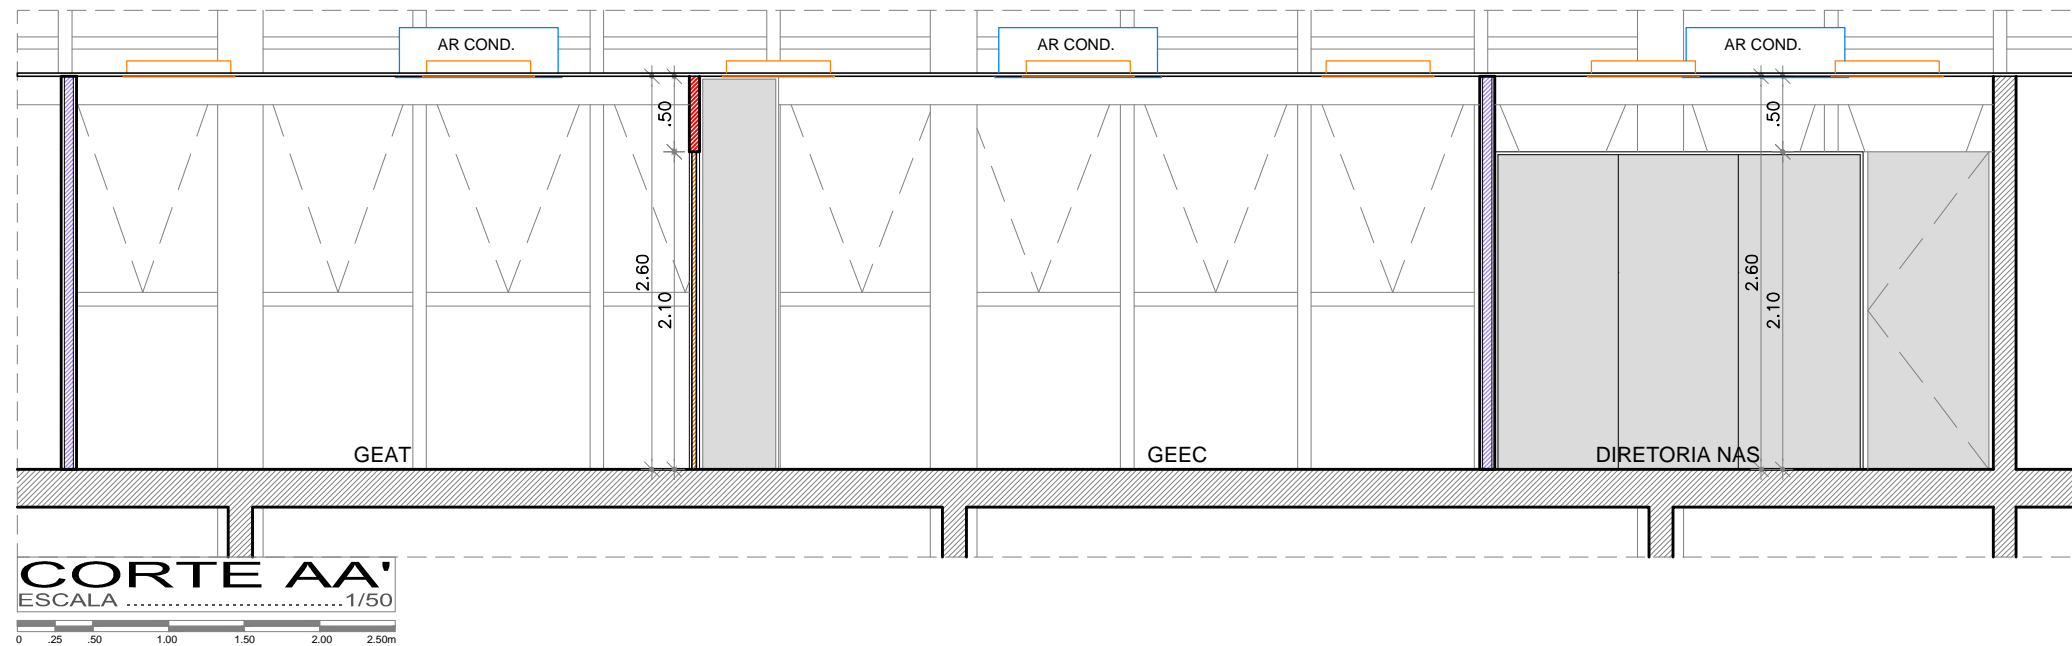 AR COND.
AR COND.
AR COND.
.50
.50
2.60
2.10
2.60
2.10
GEAT
GEEC
DIRETORIA NAS
CORTE AA'
ESCALA ........................................1/50
0 .25 .50 1.00 1.50 2.00 2.50m